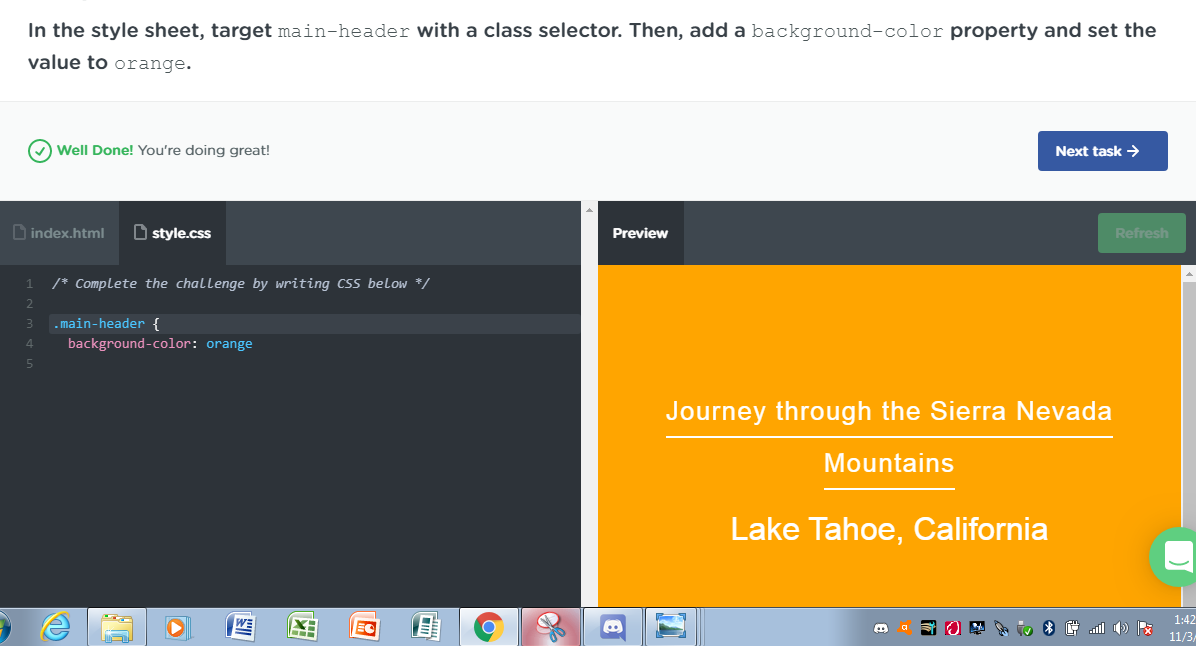 In the style sheet, target main-header with a class selector. Then, add a background-color property and set the
value to orange.
Well Done! You're doing great!
Next task →
index.html
style.css
Preview
Refresh
1 /* Complete the challenge by writing CSS below */
2
3 .main-header {
4 background-color: orange
5
Journey through the Sierra Nevada
Mountains
Lake Tahoe, California
1:42
11/3/